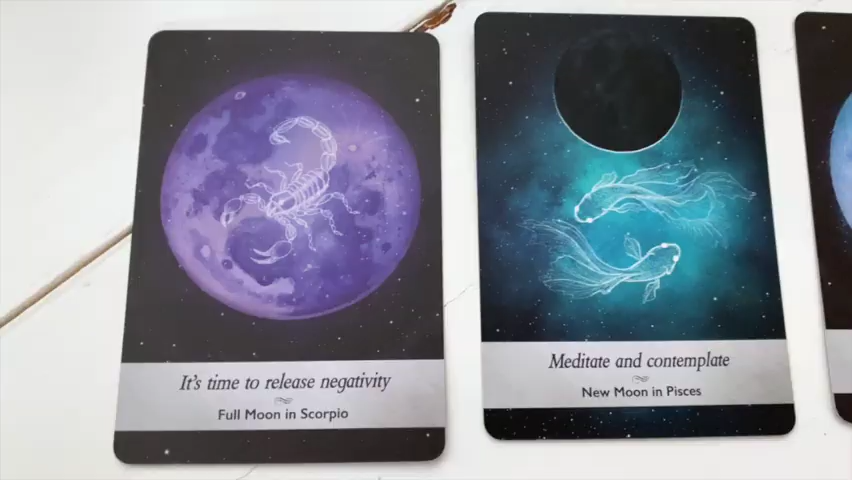 It's time to release negativity
Full Moon in Scorpio
Meditate and contemplate
New Moon in Pisces